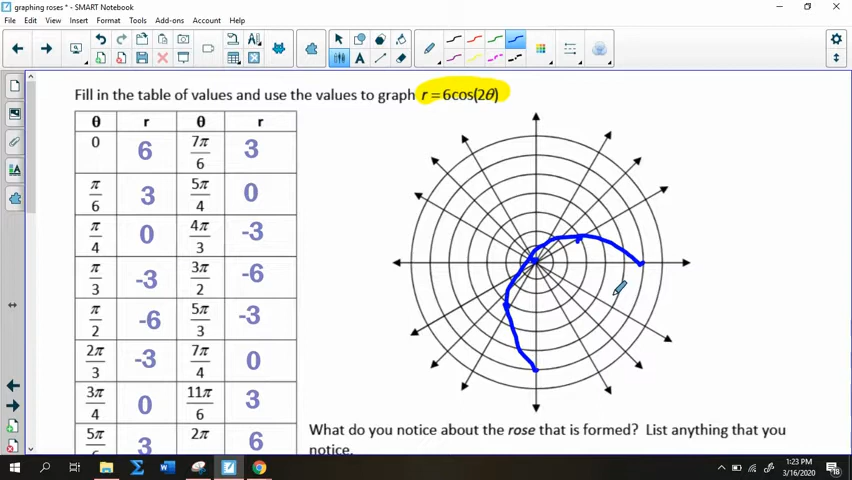 graphing roses * - SMART Notebook
File Edit View Insert Format Tools Add-ons Account Help
Fill in the table of values and use the values to graph r = 6cos(2θ)
θ r θ r
0 6 7π/6 3
π/6 3 5π/4 0
π/4 0 4π/3 -3
π/3 -3 3π/2 -6
π/2 -6 5π/3 -3
2π/3 -3 7π/4 0
3π/4 0 11π/6 3
5π/6 3 2π 6
What do you notice about the rose that is formed? List anything that you
notice.
1:23 PM
3/16/2020